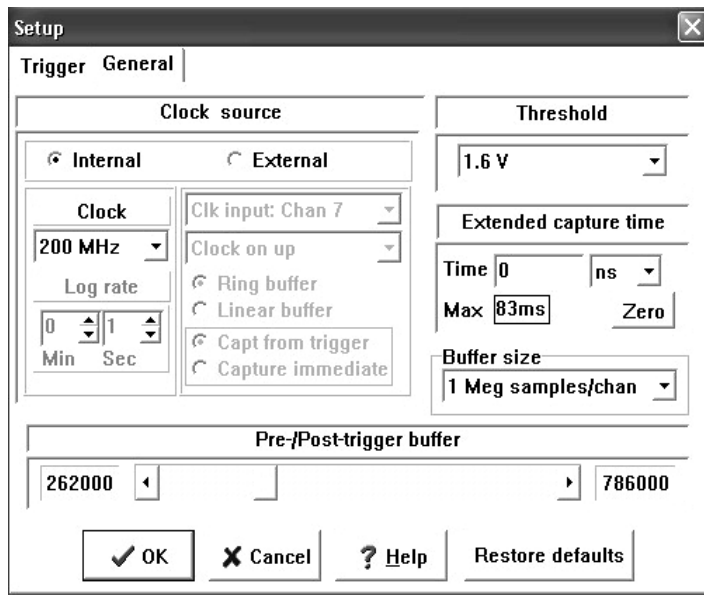 Setup
Trigger General
Clock source
Internal External
Clock
200 MHz
Log rate
0 1
Min Sec
Clk input: Chan 7
Clock on up
Ring buffer
Linear buffer
Capt from trigger
Capture immediate
Threshold
1.6 V
Extended capture time
Time 0 ns
Max 83ms Zero
Buffer size
1 Meg samples/chan
Pre-/Post-trigger buffer
262000 786000
OK Cancel ? Help Restore defaults